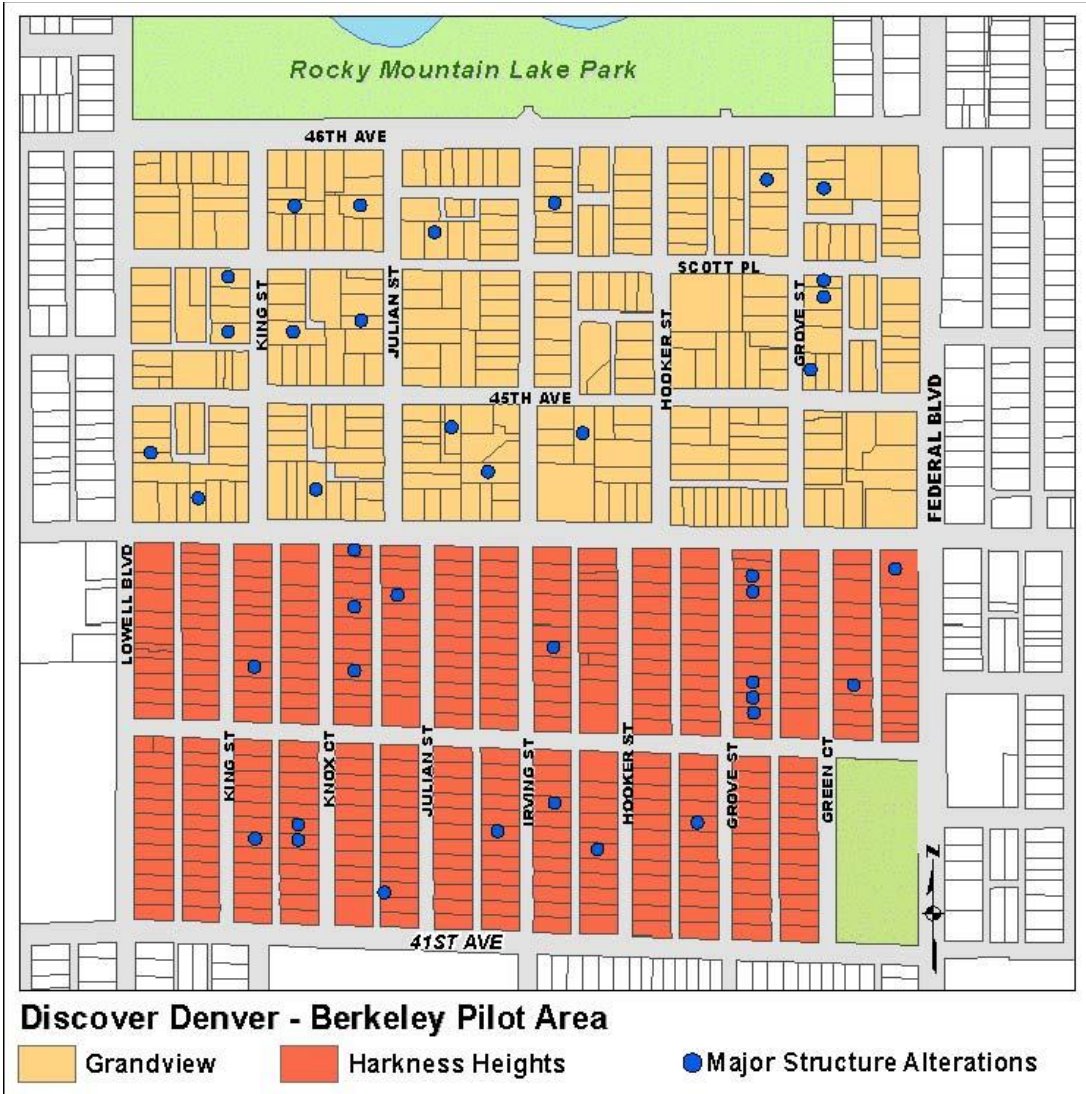 Rocky Mountain Lake Park
46TH AVE
SCOTT PL
KING ST
JULIAN ST
GROVE ST
HOOKER ST
45TH AVE
FEDERAL BLVD
LOWELL BLVD
KING ST
KNOX CT
JULIAN ST
IRVING ST
HOOKER ST
GROVE ST
GREEN CT
N
41ST AVE
Discover Denver - Berkeley Pilot Area
Grandview
Harkness Heights
Major Structure Alterations